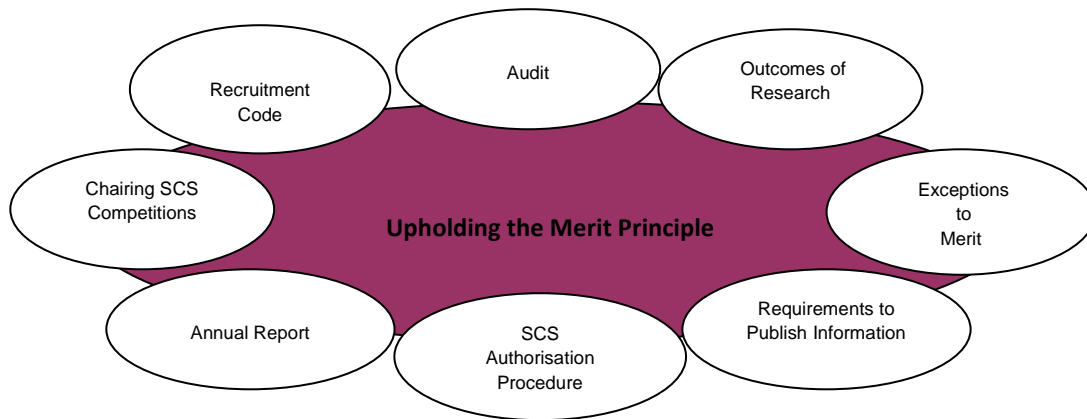 Audit
Outcomes of
Research
Recruitment
Code
Chairing SCS
Competitions
Exceptions
to
Merit
Upholding the Merit Principle
Requirements to
Publish Information
Annual Report
SCS
Authorisation
Procedure